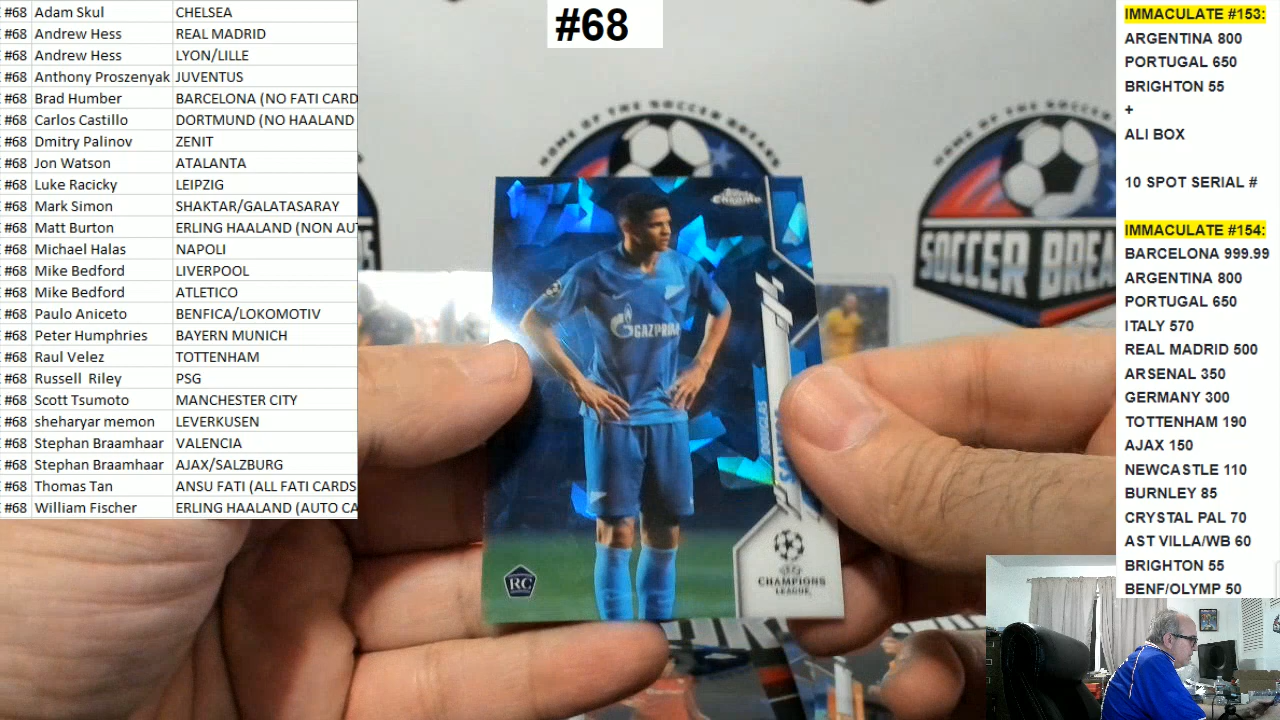 #68 Adam Skul CHELSEA
#68 Andrew Hess REAL MADRID
#68 Andrew Hess LYON/LILLE
#68 Anthony Proszenyak JUVENTUS
#68 Brad Humber BARCELONA (NO FATI CARD
#68 Carlos Castillo DORTMUND (NO HAALAND
#68 Dmitry Palinov ZENIT
#68 Jon Watson ATALANTA
#68 Luke Racicky LEIPZIG
#68 Mark Simon SHAKTAR/GALATASARAY
#68 Matt Burton ERLING HAALAND (NON AU
#68 Michael Halas NAPOLI
#68 Mike Bedford LIVERPOOL
#68 Mike Bedford ATLETICO
#68 Paulo Aniceto BENFICA/LOKOMOTIV
#68 Peter Humphries BAYERN MUNICH
#68 Raul Velez TOTTENHAM
#68 Russell Riley PSG
#68 Scott Tsumoto MANCHESTER CITY
#68 sheharyar memon LEVERKUSEN
#68 Stephan Braamhaar VALENCIA
#68 Stephan Braamhaar AJAX/SALZBURG
#68 Thomas Tan ANSU FATI (ALL FATI CARDS
#68 William Fischer ERLING HAALAND (AUTO CA
#68
HOME OF THE SOCCER BREAKS
SOCCER BREA
Chrome
GAZPROM
DOUGLAS
RC
CHAMPIONS
LEAGUE
IMMACULATE #153:
ARGENTINA 800
PORTUGAL 650
BRIGHTON 55
+
ALI BOX
10 SPOT SERIAL #
IMMACULATE #154:
BARCELONA 999.99
ARGENTINA 800
PORTUGAL 650
ITALY 570
REAL MADRID 500
ARSENAL 350
GERMANY 300
TOTTENHAM 190
AJAX 150
NEWCASTLE 110
BURNLEY 85
CRYSTAL PAL 70
AST VILLA/WB 60
BRIGHTON 55
BENF/OLYMP 50